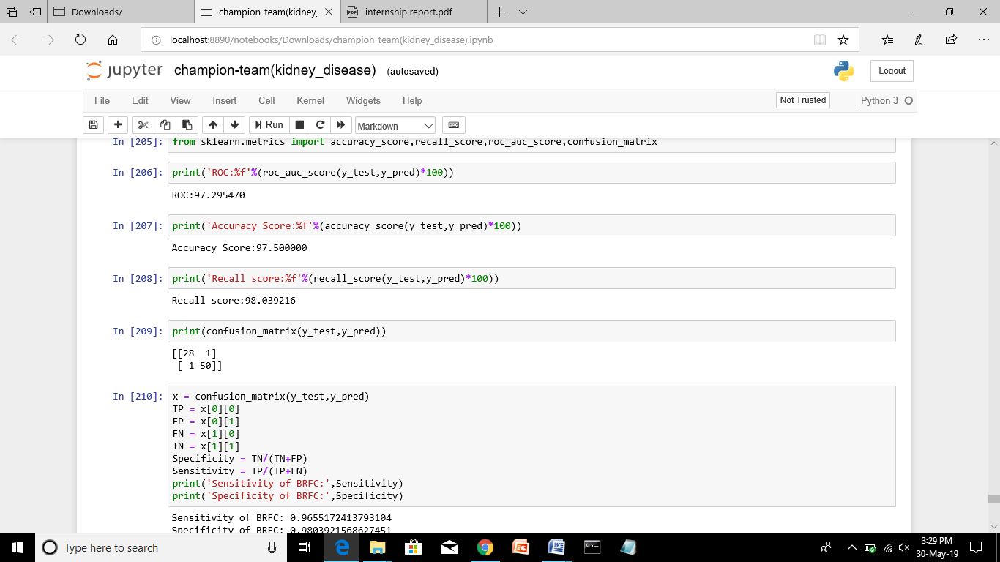 Downloads/
champion-team(kidney_
internship report.pdf
localhost:8890/notebooks/Downloads/champion-team(kidney_disease).ipynb
jupyter champion-team(kidney_disease) (autosaved)
Logout
File Edit View Insert Cell Kernel Widgets Help
Not Trusted
Python 3
Run
Markdown
In [205]: from sklearn.metrics import accuracy_score,recall_score,roc_auc_score,confusion_matrix
In [206]: print('ROC:%f'%(roc_auc_score(y_test,y_pred)*100))
ROC:97.295470
In [207]: print('Accuracy Score:%f'%(accuracy_score(y_test,y_pred)*100))
Accuracy Score:97.500000
In [208]: print('Recall score:%f'%(recall_score(y_test,y_pred)*100))
Recall score:98.039216
In [209]: print(confusion_matrix(y_test,y_pred))
[[28  1]
 [ 1 50]]
In [210]: x = confusion_matrix(y_test,y_pred)
TP = x[0][0]
FP = x[0][1]
FN = x[1][0]
TN = x[1][1]
Specificity = TN/(TN+FP)
Sensitivity = TP/(TP+FN)
print('Sensitivity of BRFC:',Sensitivity)
print('Specificity of BRFC:',Specificity)
Sensitivity of BRFC: 0.9655172413793104
Specificity of BRFC: 0.9803921568627451
Type here to search
3:29 PM
30-May-19